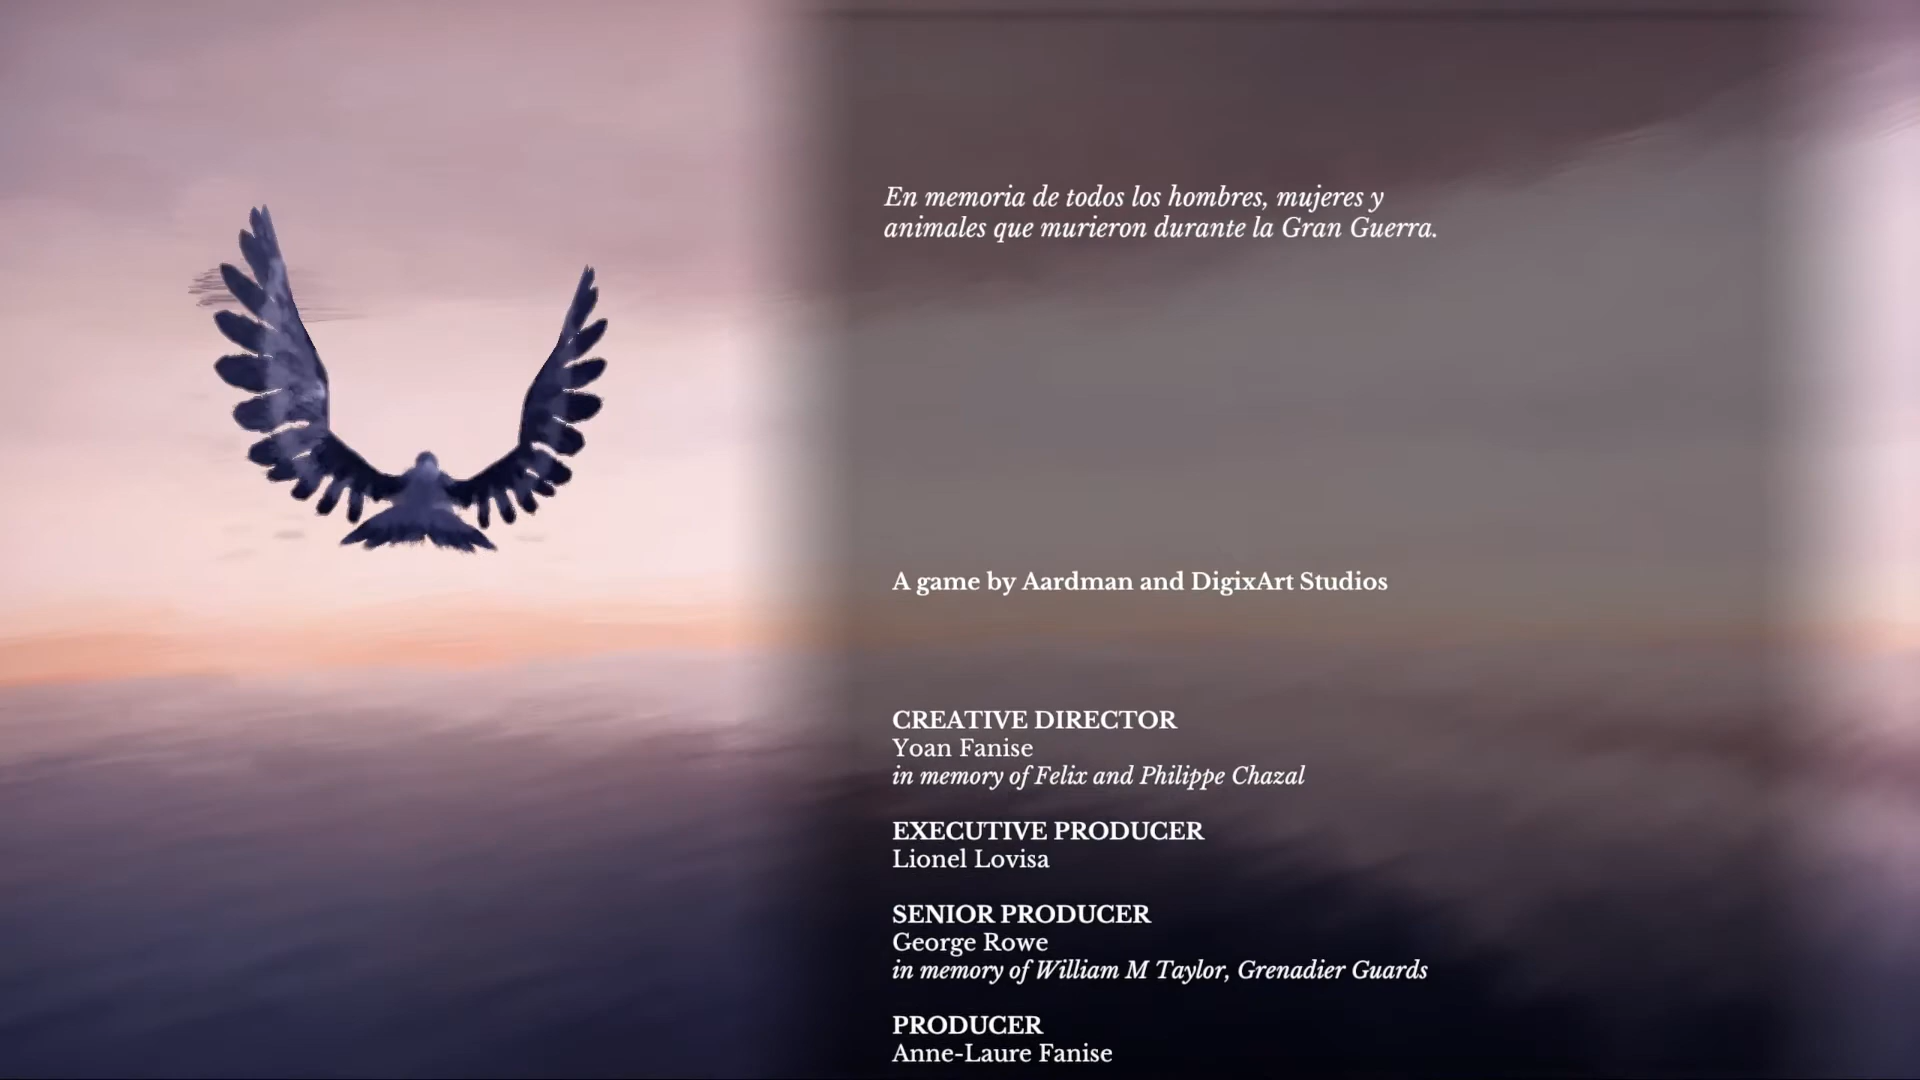 En memoria de todos los hombres, mujeres y
animales que murieron durante la Gran Guerra.
A game by Aardman and DigixArt Studios
CREATIVE DIRECTOR
Yoan Fanise
in memory of Felix and Philippe Chazal
EXECUTIVE PRODUCER
Lionel Lovisa
SENIOR PRODUCER
George Rowe
in memory of William M Taylor, Grenadier Guards
PRODUCER
Anne-Laure Fanise